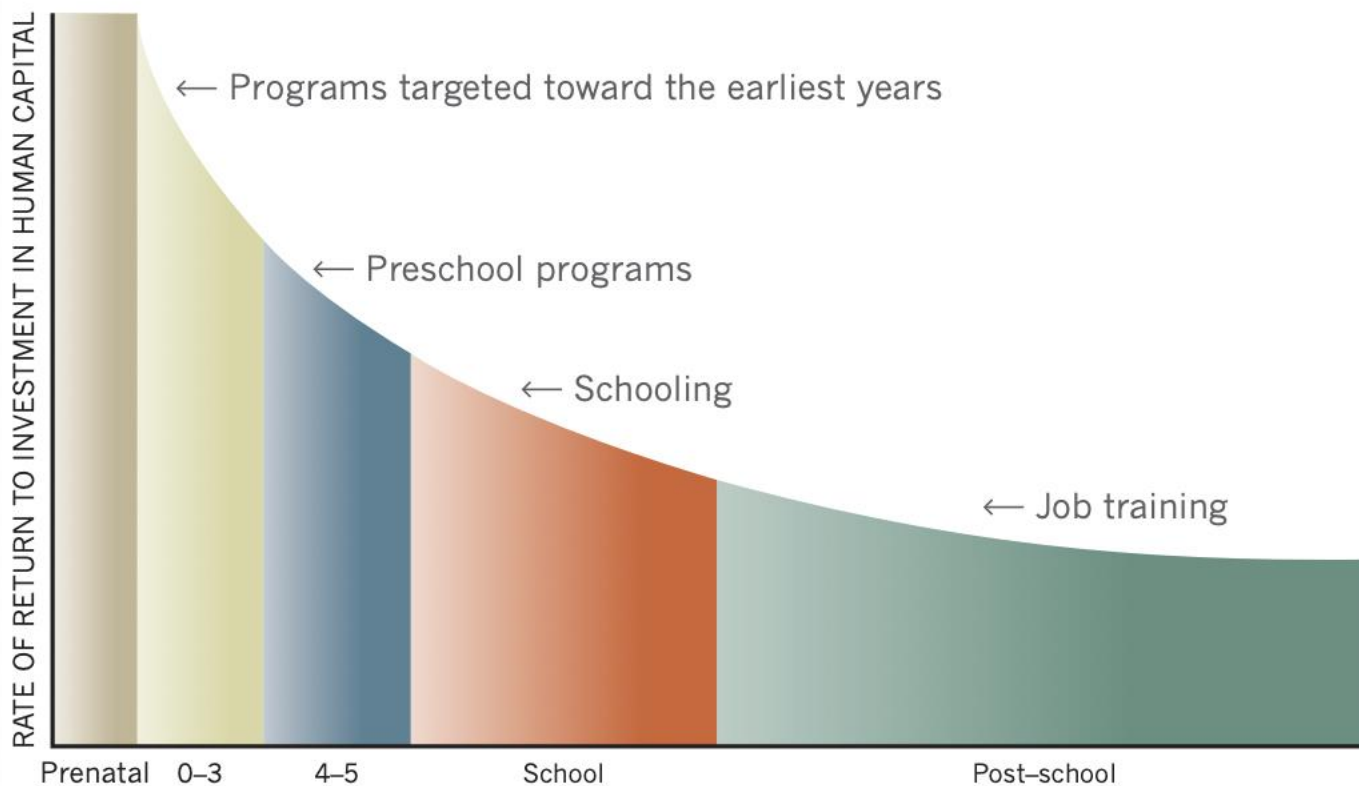 RATE OF RETURN TO INVESTMENT IN HUMAN CAPITAL
← Programs targeted toward the earliest years
← Preschool programs
← Schooling
← Job training
Prenatal 0–3 4–5 School Post–school